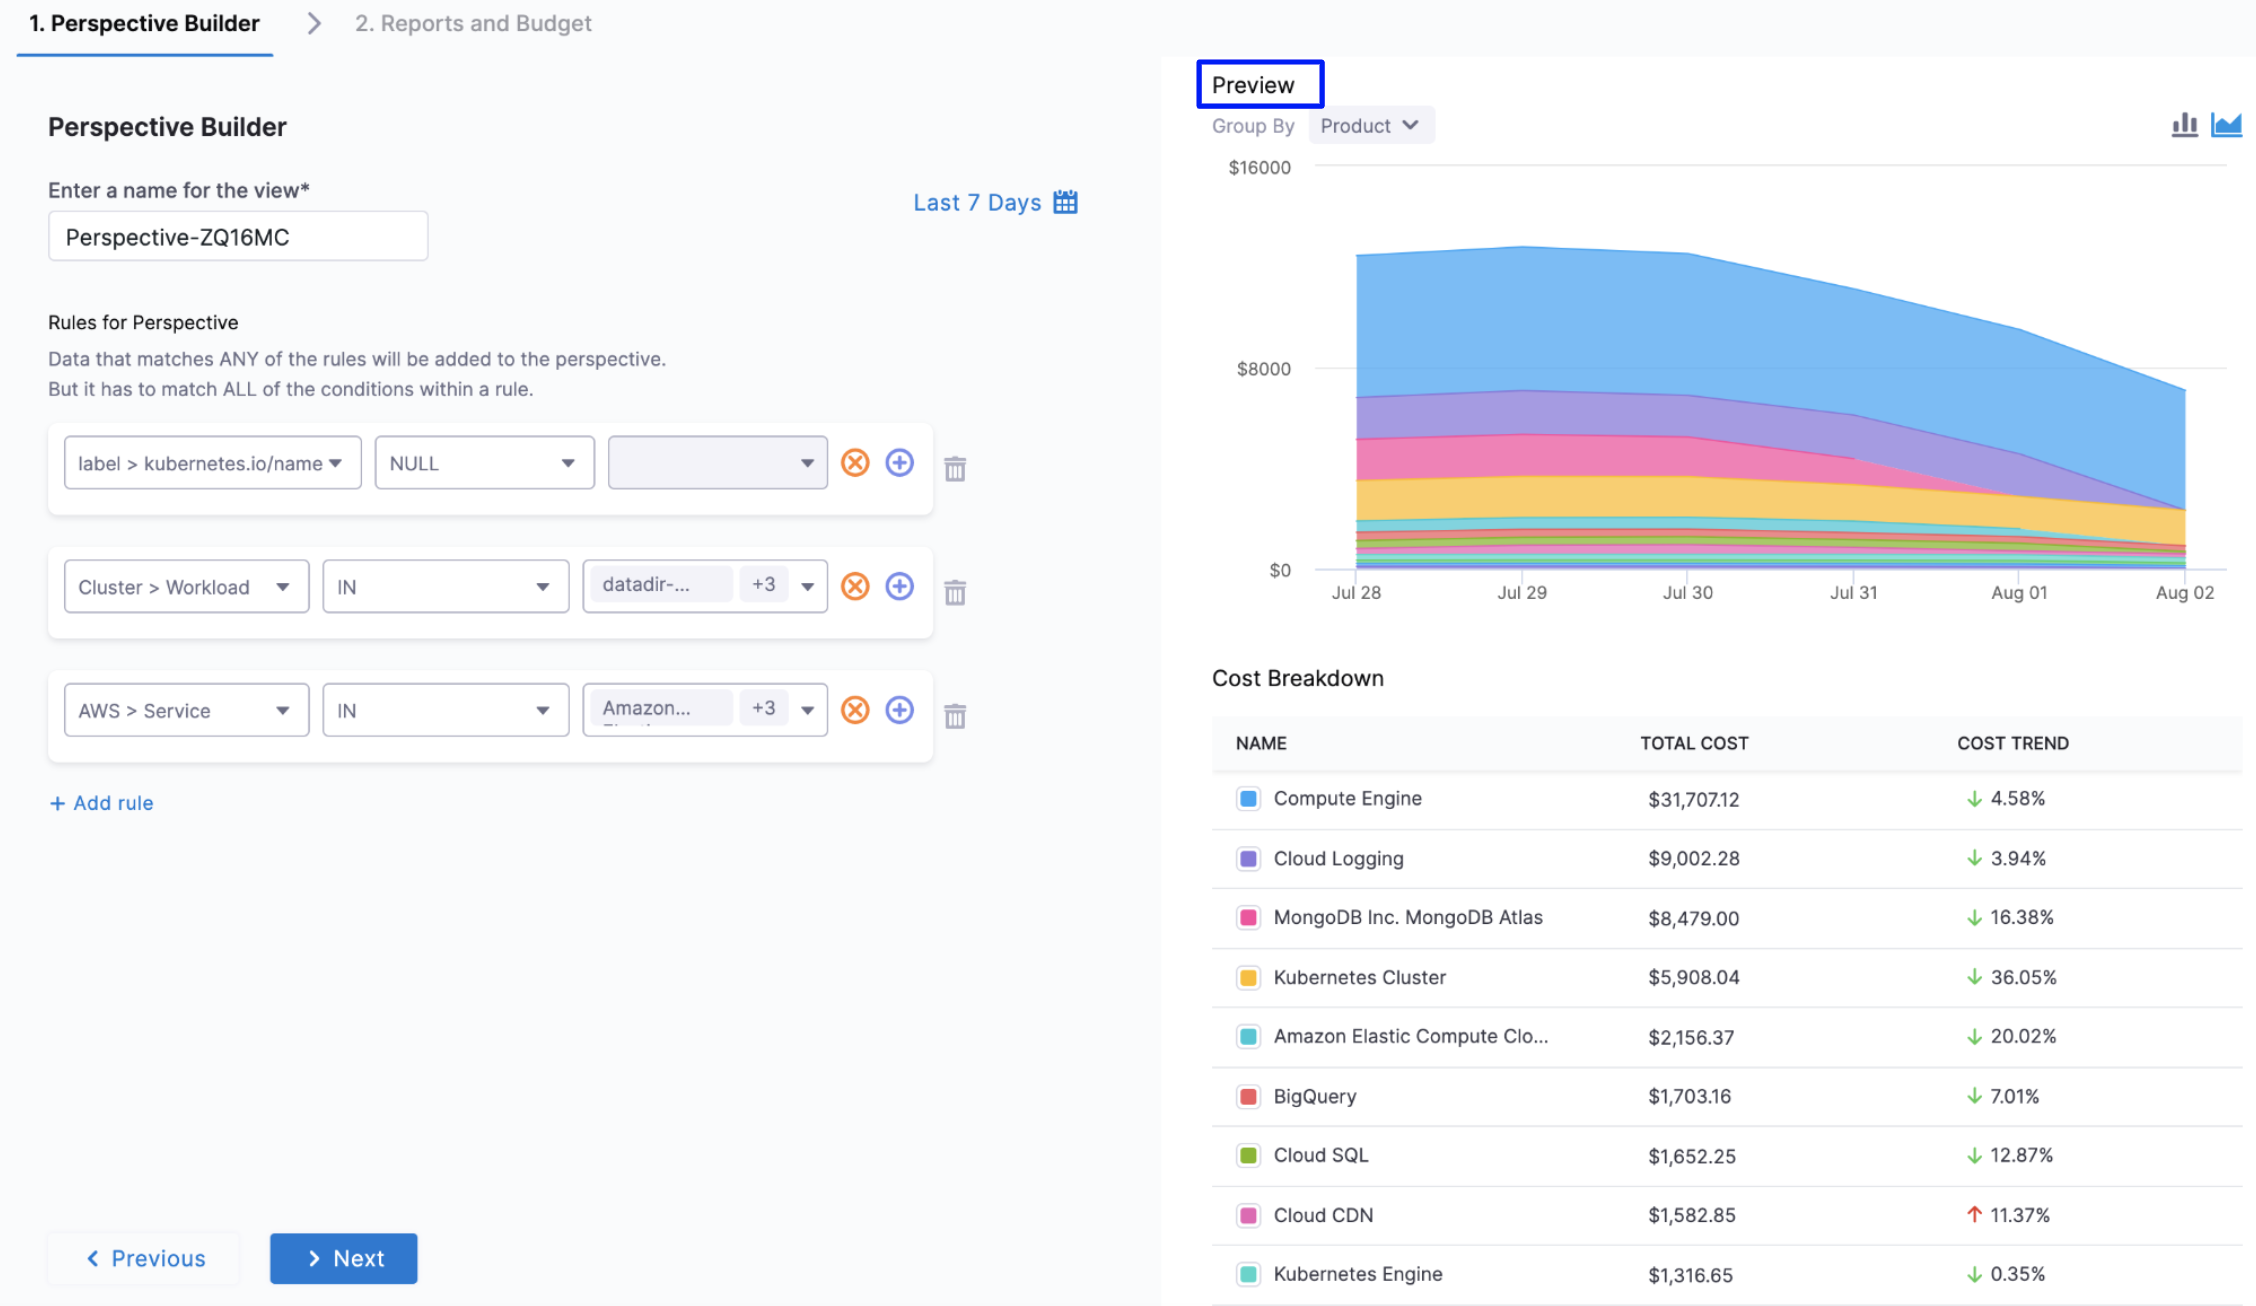 1. Perspective Builder
2. Reports and Budget
Perspective Builder
Enter a name for the view*
Perspective-ZQ16MC
Last 7 Days
Rules for Perspective
Data that matches ANY of the rules will be added to the perspective.
But it has to match ALL of the conditions within a rule.
label > kubernetes.io/name NULL
Cluster > Workload IN datadir-... +3
AWS > Service IN Amazon... +3
+ Add rule
Previous Next
Preview
Group By Product
$16000
$8000
$0
Jul 28 Jul 29 Jul 30 Jul 31 Aug 01 Aug 02
Cost Breakdown
NAME TOTAL COST COST TREND
Compute Engine $31,707.12 4.58%
Cloud Logging $9,002.28 3.94%
MongoDB Inc. MongoDB Atlas $8,479.00 16.38%
Kubernetes Cluster $5,908.04 36.05%
Amazon Elastic Compute Clo... $2,156.37 20.02%
BigQuery $1,703.16 7.01%
Cloud SQL $1,652.25 12.87%
Cloud CDN $1,582.85 11.37%
Kubernetes Engine $1,316.65 0.35%